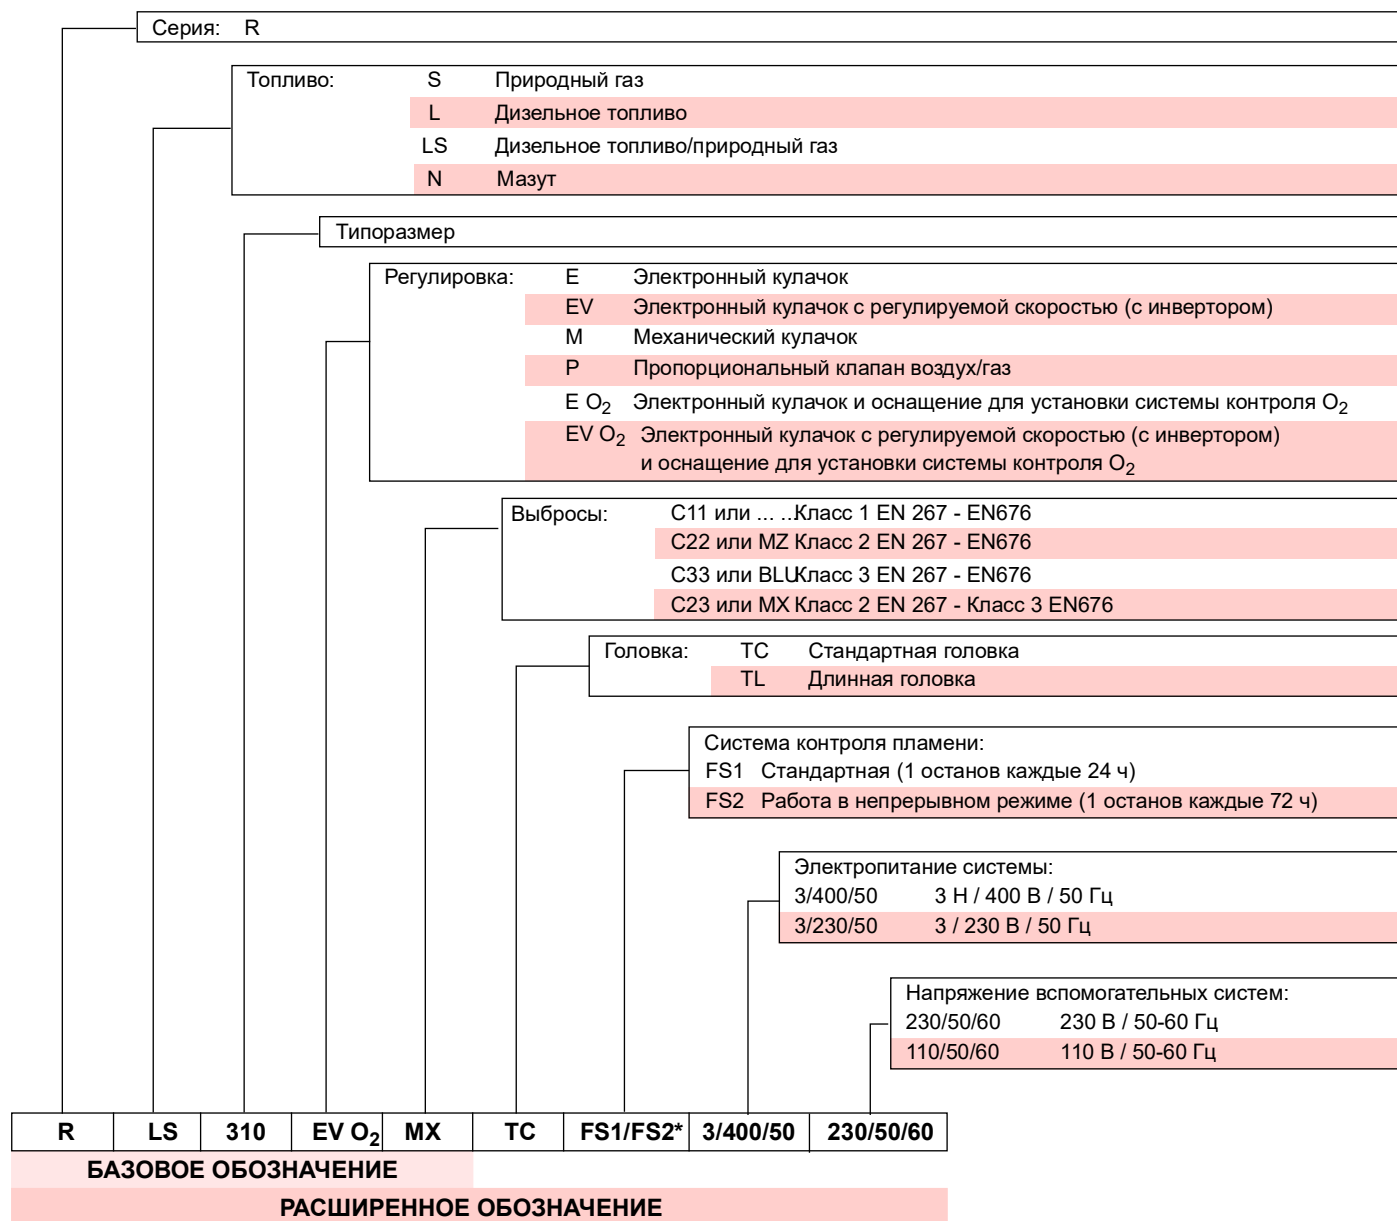 Серия: R
Топливо: S Природный газ
L Дизельное топливо
LS Дизельное топливо/природный газ
N Мазут
Типоразмер
Регулировка: E Электронный кулачок
EV Электронный кулачок с регулируемой скоростью (с инвертором)
M Механический кулачок
P Пропорциональный клапан воздух/газ
E O2 Электронный кулачок и оснащение для установки системы контроля O2
EV O2 Электронный кулачок с регулируемой скоростью (с инвертором)
и оснащение для установки системы контроля O2
Выбросы: C11 или ... ...Класс 1 EN 267 - EN676
C22 или MZ Класс 2 EN 267 - EN676
C33 или BLU Класс 3 EN 267 - EN676
C23 или MX Класс 2 EN 267 - Класс 3 EN676
Головка: TC Стандартная головка
TL Длинная головка
Система контроля пламени:
FS1 Стандартная (1 останов каждые 24 ч)
FS2 Работа в непрерывном режиме (1 останов каждые 72 ч)
Электропитание системы:
3/400/50 3 Н / 400 В / 50 Гц
3/230/50 3 / 230 В / 50 Гц
Напряжение вспомогательных систем:
230/50/60 230 В / 50-60 Гц
110/50/60 110 В / 50-60 Гц
R LS 310 EV O2 MX TC FS1/FS2* 3/400/50 230/50/60
БАЗОВОЕ ОБОЗНАЧЕНИЕ
РАСШИРЕННОЕ ОБОЗНАЧЕНИЕ